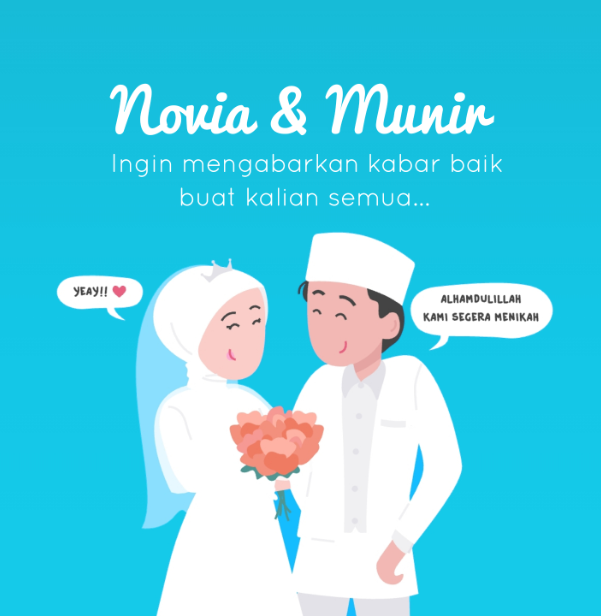 Novia & Munir
Ingin mengabarkan kabar baik
buat kalian semua...
YEAY!! ❤
ALHAMDULILLAH
KAMI SEGERA MENIKAH